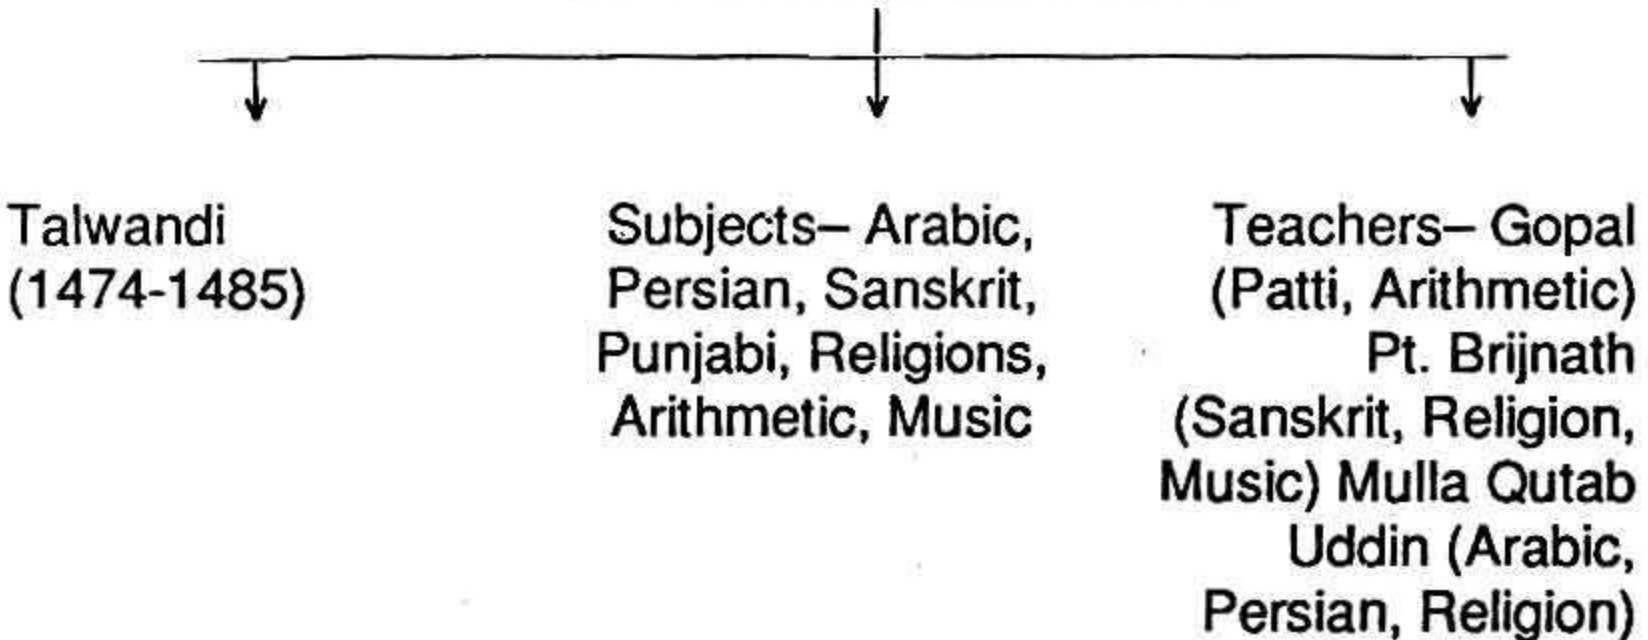 Talwandi
(1474-1485)
Subjects– Arabic,
Persian, Sanskrit,
Punjabi, Religions,
Arithmetic, Music
Teachers– Gopal
(Patti, Arithmetic)
Pt. Brijnath
(Sanskrit, Religion,
Music) Mulla Qutab
Uddin (Arabic,
Persian, Religion)